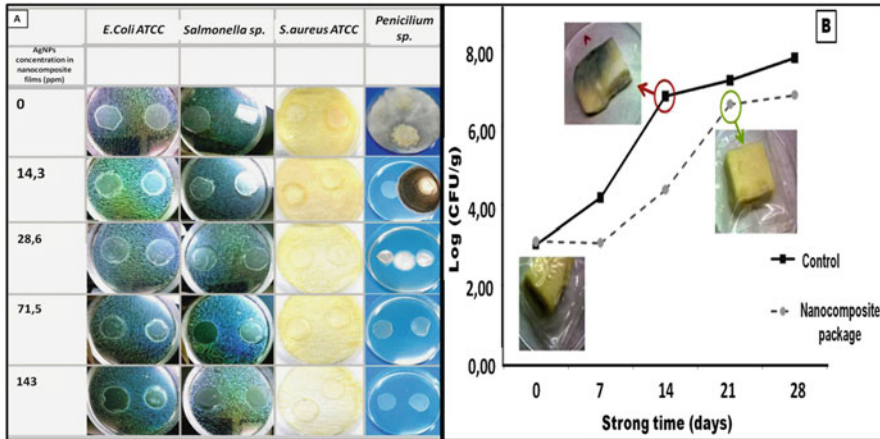 A
E.Coli ATCC
Salmonella sp.
S.aureus ATCC
Penicilium sp.
AgNPs
concentration in
nanocomposite
films (ppm)
0
14,3
28,6
71,5
143
B
Log (CFU/g)
8,00
6,00
4,00
2,00
0,00
0 7 14 21 28
Strong time (days)
Control
Nanocomposite
package